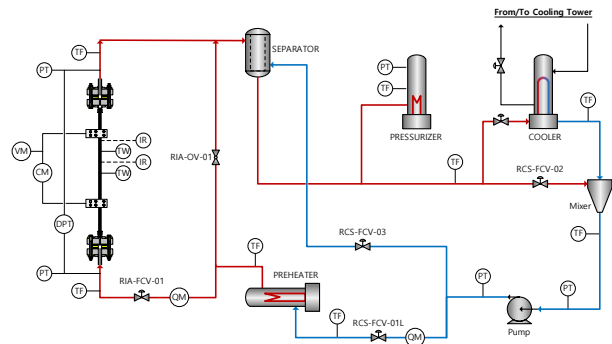 From/To Cooling Tower
TF
SEPARATOR
PT
PT
TF
TF
PRESSURIZER
COOLER
IR
VM
TW
RIA-OV-01
IR
CM
TW
TF
RCS-FCV-02
Mixer
DPT
TF
RCS-FCV-03
TF
PT
RIA-FCV-01
PREHEATER
PT
PT
TF
QM
RCS-FCV-01L
TF
QM
Pump